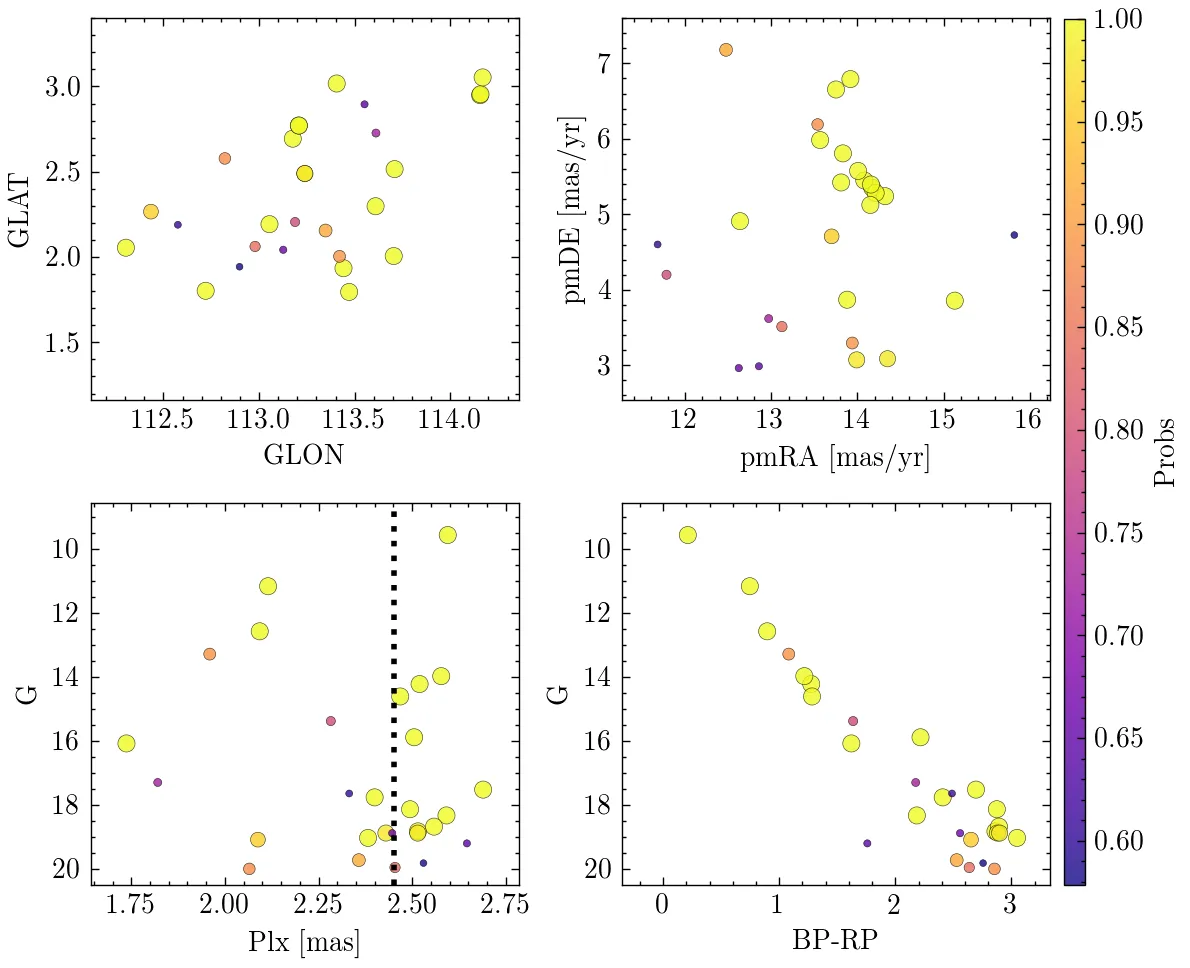 3.0
2.5
2.0
1.5
GLAT
112.5 113.0 113.5 114.0
GLON
7
6
5
4
3
pmDE [mas/yr]
12 13 14 15 16
pmRA [mas/yr]
1.00
0.95
0.90
0.85
0.80
0.75
0.70
0.65
0.60
Probs
10
12
14
16
18
20
G
1.75 2.00 2.25 2.50 2.75
Plx [mas]
10
12
14
16
18
20
G
0 1 2 3
BP-RP